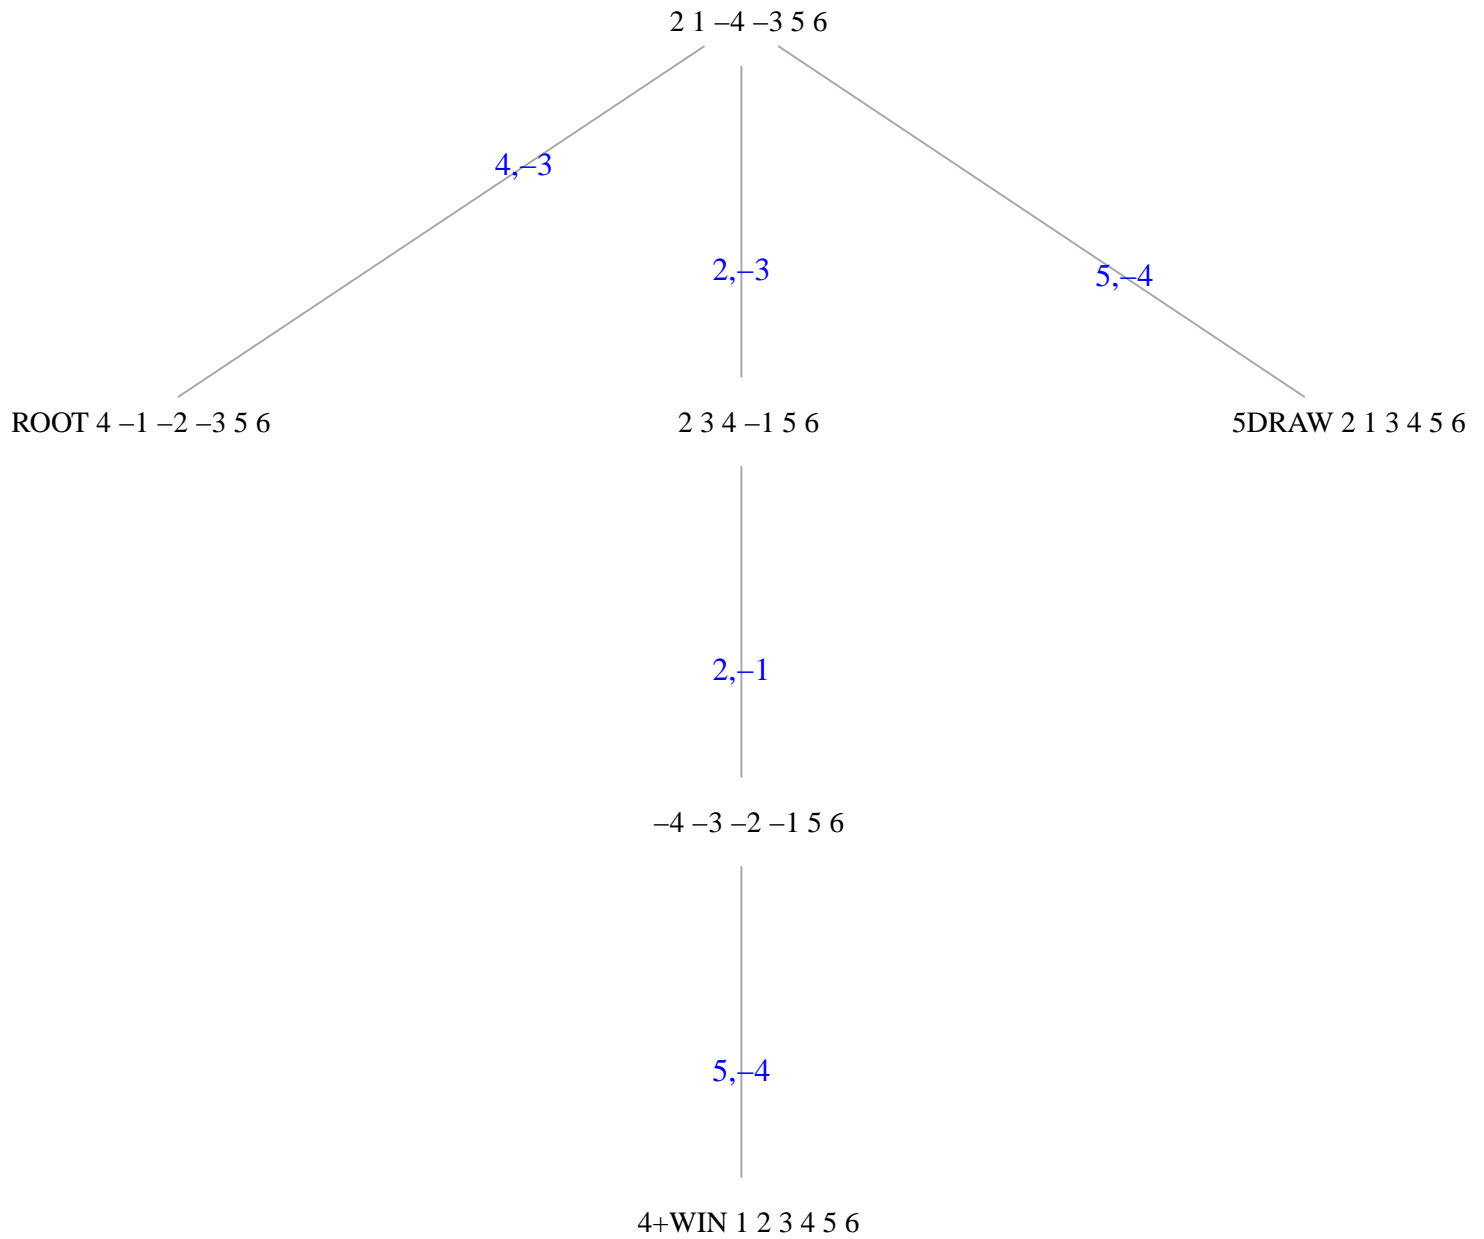 2 1 –4 –3 5 6
4,–3
2,–3
5,–4
ROOT 4 –1 –2 –3 5 6
2 3 4 –1 5 6
5DRAW 2 1 3 4 5 6
2,–1
–4 –3 –2 –1 5 6
5,–4
4+WIN 1 2 3 4 5 6